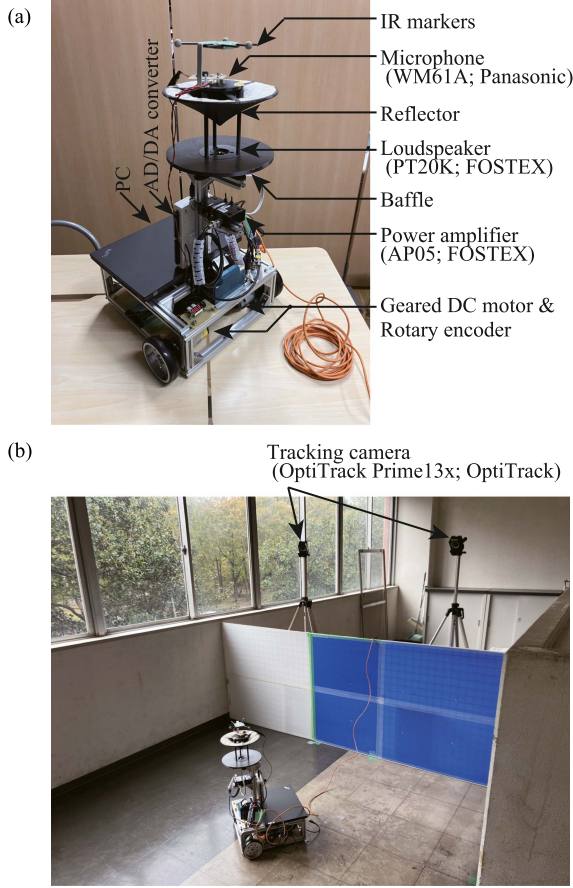 (a)
IR markers
Microphone
(WM61A; Panasonic)
Reflector
Loudspeaker
(PT20K; FOSTEX)
Baffle
Power amplifier
(AP05; FOSTEX)
Geared DC motor &
Rotary encoder
PC
AD/DA converter
(b)
Tracking camera
(OptiTrack Prime13x; OptiTrack)